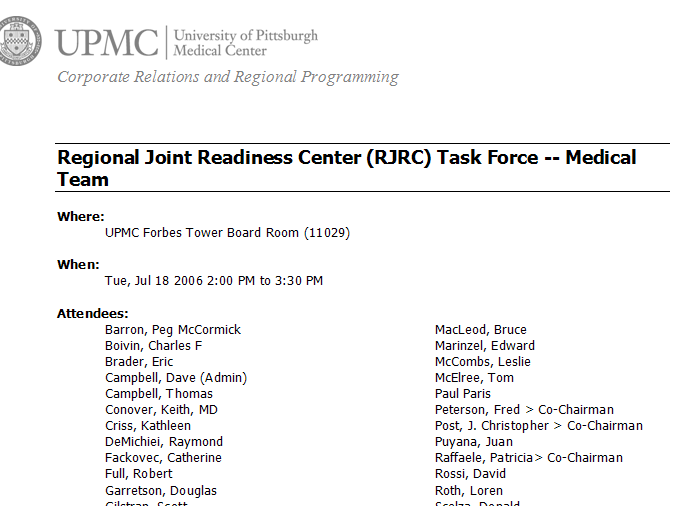 UPMC University of Pittsburgh
Medical Center
Corporate Relations and Regional Programming
Regional Joint Readiness Center (RJRC) Task Force -- Medical
Team
Where:
UPMC Forbes Tower Board Room (11029)
When:
Tue, Jul 18 2006 2:00 PM to 3:30 PM
Attendees:
Barron, Peg McCormick
Boivin, Charles F
Brader, Eric
Campbell, Dave (Admin)
Campbell, Thomas
Conover, Keith, MD
Criss, Kathleen
DeMichiei, Raymond
Fackovec, Catherine
Full, Robert
Garretson, Douglas
Gilstrap, Scott
MacLeod, Bruce
Marinzel, Edward
McCombs, Leslie
McElree, Tom
Paul Paris
Peterson, Fred > Co-Chairman
Post, J. Christopher > Co-Chairman
Puyana, Juan
Raffaele, Patricia> Co-Chairman
Rossi, David
Roth, Loren
Scelza, Donald